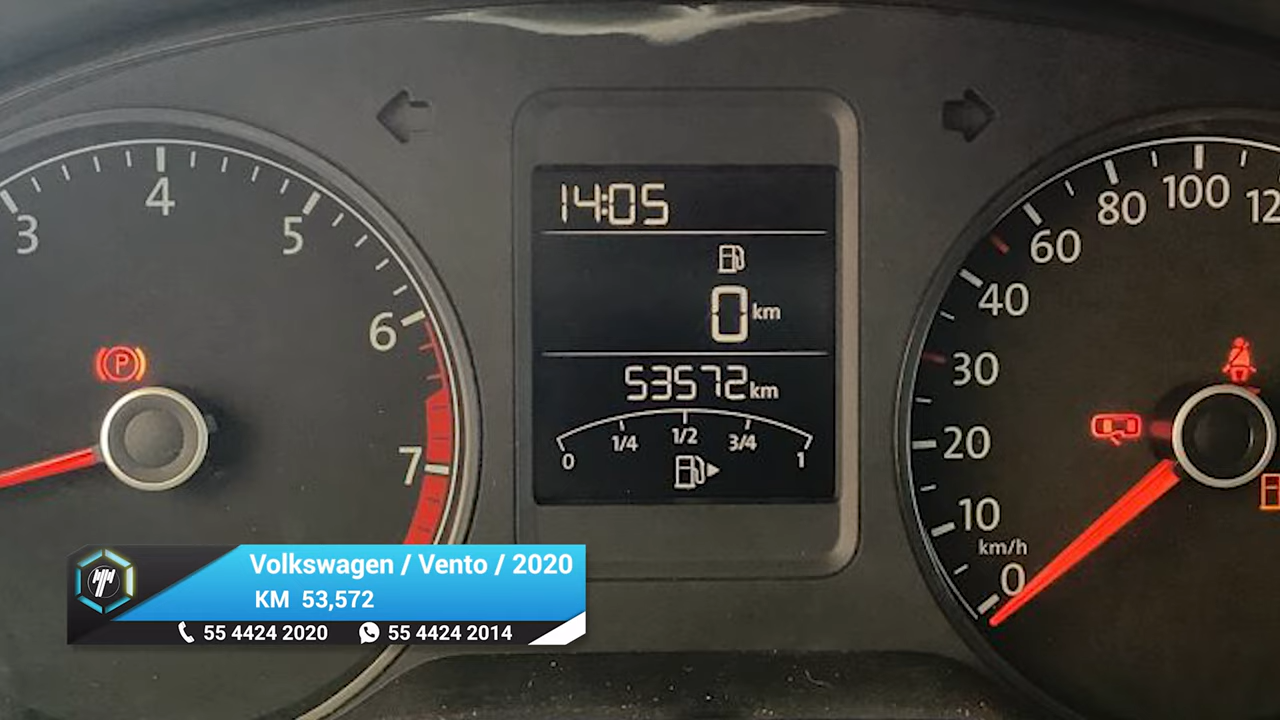 3
4
5
6
7
P
14:05
0 km
53572 km
0 1/4 1/2 3/4 1
0
10
20
30
40
60
80
100
km/h
Volkswagen / Vento / 2020
KM 53,572
55 4424 2020 55 4424 2014